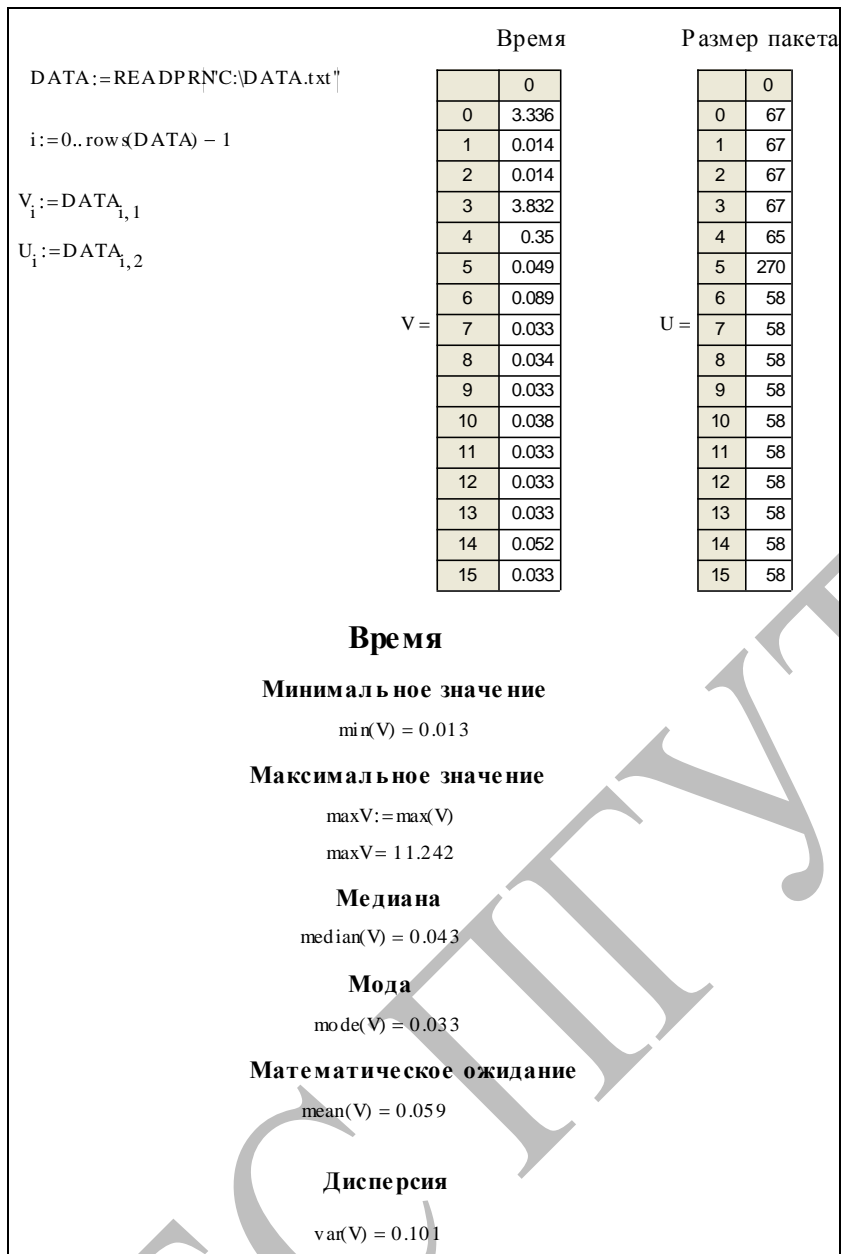 Время Размер пакета
DATA:=READPRN"C:\DATA.txt"
i:=0..rows(DATA) − 1
V i :=DATA i, 1
U i :=DATA i, 2
V =
0
0 3.336
1 0.014
2 0.014
3 3.832
4 0.35
5 0.049
6 0.089
7 0.033
8 0.034
9 0.033
10 0.038
11 0.033
12 0.033
13 0.033
14 0.052
15 0.033
U =
0
0 67
1 67
2 67
3 67
4 65
5 270
6 58
7 58
8 58
9 58
10 58
11 58
12 58
13 58
14 58
15 58
Время
Минимальное значение
min(V) = 0.013
Максимальное значение
maxV:=max(V)
maxV= 11.242
Медиана
median(V) = 0.043
Мода
mode(V) = 0.033
Математическое ожидание
mean(V) = 0.059
Дисперсия
var(V) = 0.101
С ПГУТ